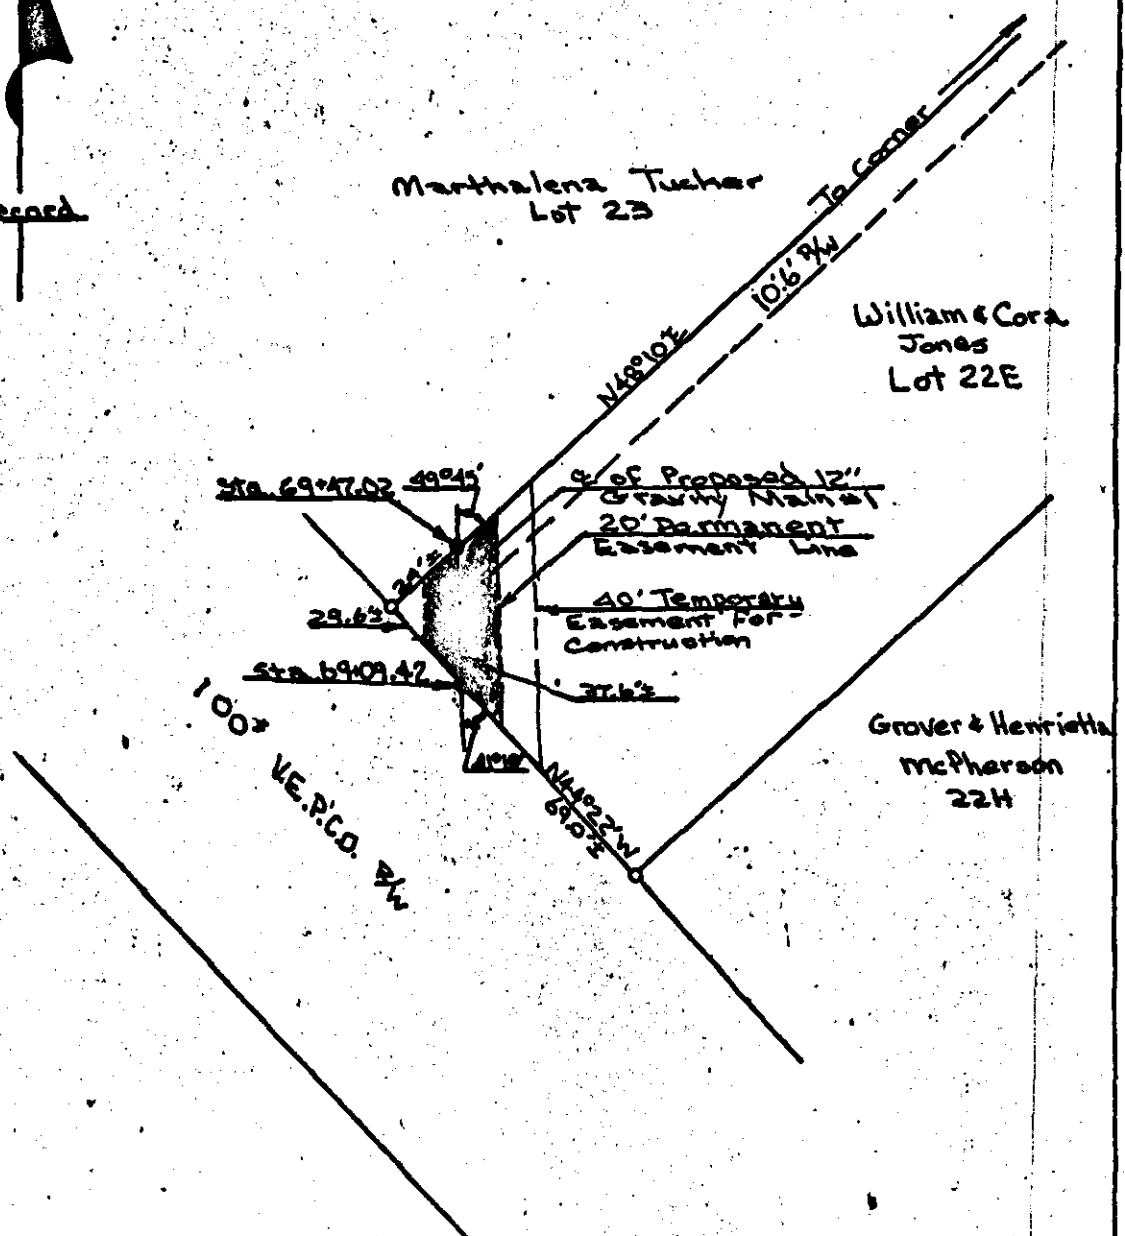 Marthalena Tucker
Lot 23
To Corner
10.6' R/W
William & Cora
Jones
Lot 22E
N48°10'E
Sta. 69+47.02
49°45'
℄ of Proposed 12"
Gravity Main
20' Permanent
Easement Line
24'±
29.6'±
40' Temporary
Easement For
Construction
Sta. 69+09.42
37.6'±
100±
V.E.P.CO. R/W
N44°22'W
69.0'±
Grover & Henrietta
McPherson
22H